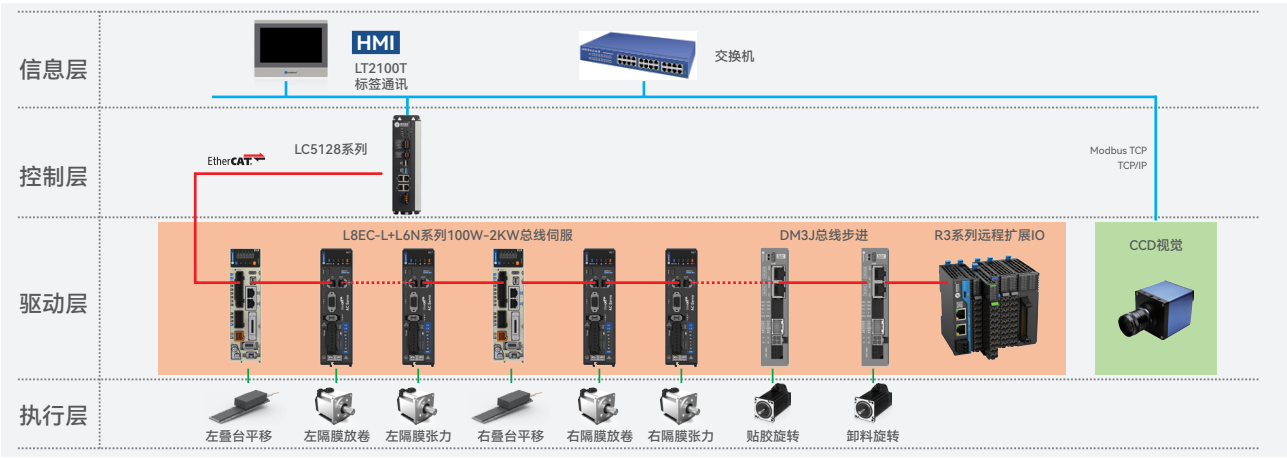 信息层
HMI
LT2100T
标签通讯
交换机
控制层
EtherCAT
LC5128系列
Modbus TCP
TCP/IP
驱动层
L8EC-L+L6N系列100W-2KW总线伺服
DM3J总线步进
R3系列远程扩展IO
CCD视觉
执行层
左叠台平移
左隔膜放卷
左隔膜张力
右叠台平移
右隔膜放卷
右隔膜张力
贴胶旋转
卸料旋转